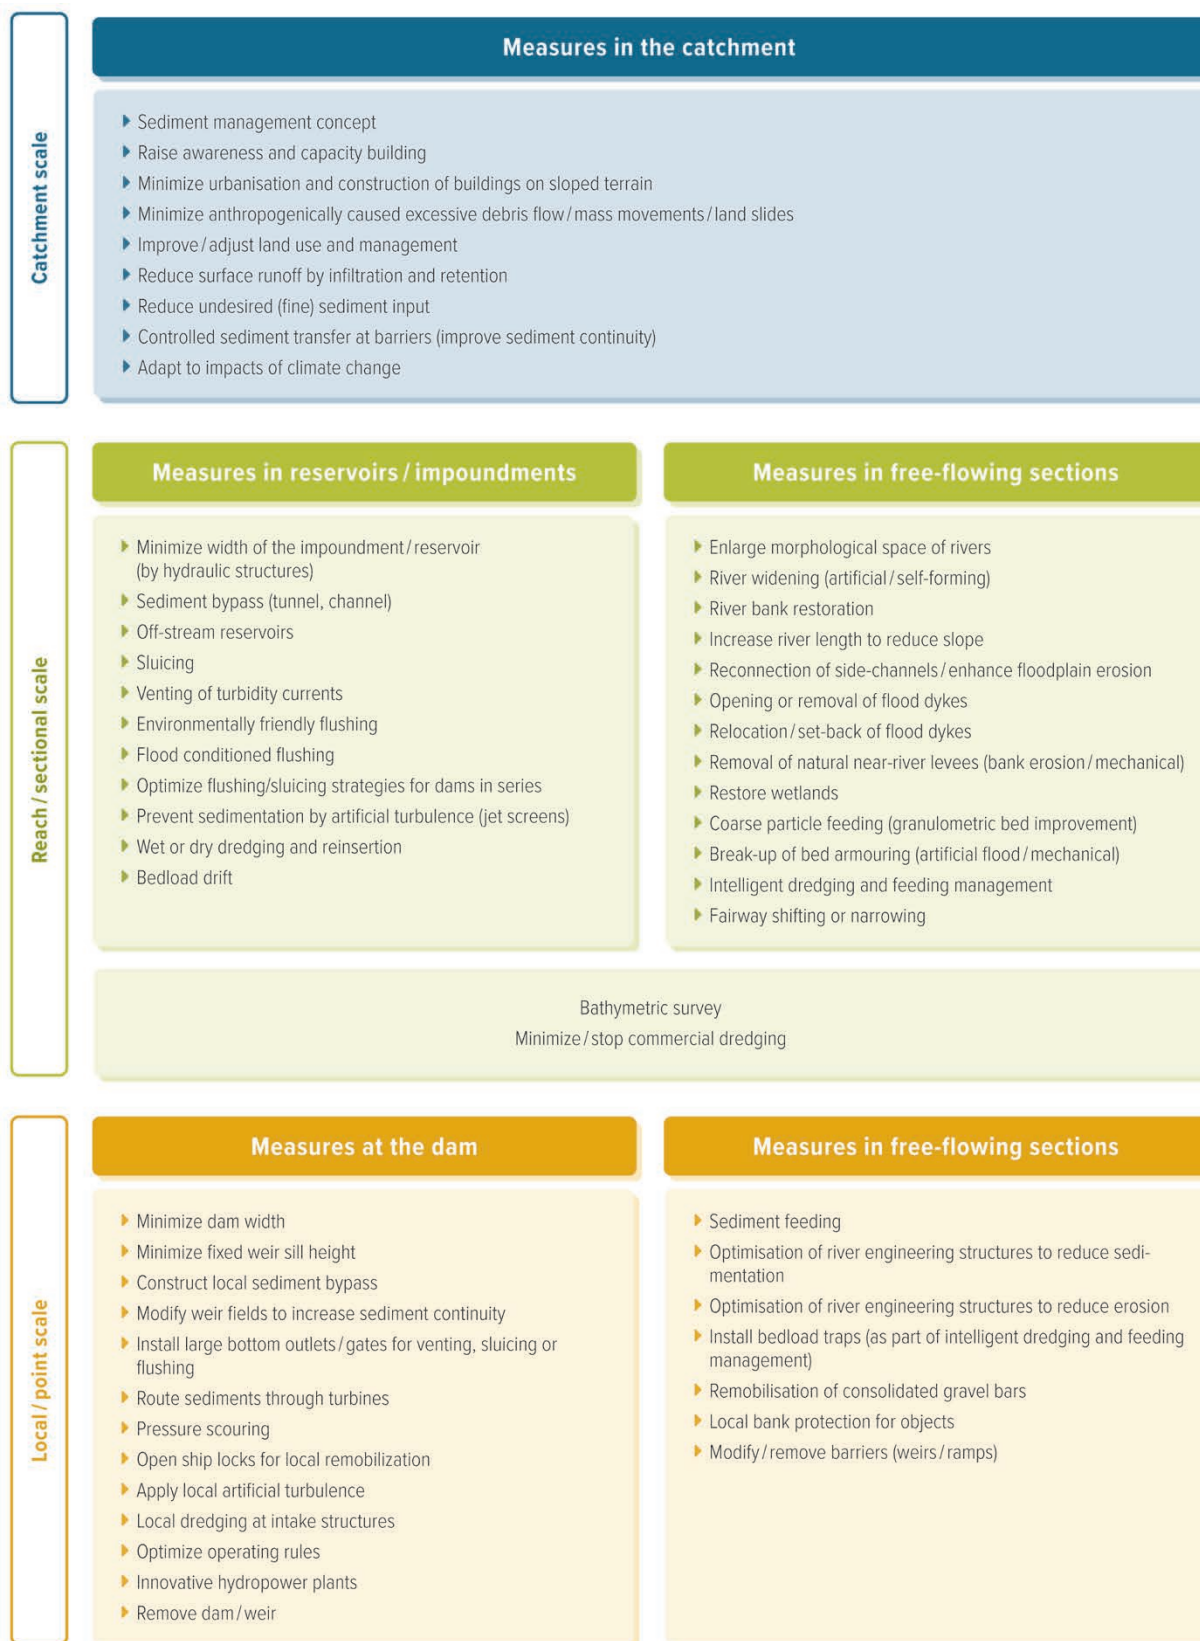 Catchment scale
Measures in the catchment
Sediment management concept
Raise awareness and capacity building
Minimize urbanisation and construction of buildings on sloped terrain
Minimize anthropogenically caused excessive debris flow/mass movements/land slides
Improve/adjust land use and management
Reduce surface runoff by infiltration and retention
Reduce undesired (fine) sediment input
Controlled sediment transfer at barriers (improve sediment continuity)
Adapt to impacts of climate change
Reach/sectional scale
Measures in reservoirs/impoundments
Minimize width of the impoundment/reservoir
(by hydraulic structures)
Sediment bypass (tunnel, channel)
Off-stream reservoirs
Sluicing
Venting of turbidity currents
Environmentally friendly flushing
Flood conditioned flushing
Optimize flushing/sluicing strategies for dams in series
Prevent sedimentation by artificial turbulence (jet screens)
Wet or dry dredging and reinsertion
Bedload drift
Measures in free-flowing sections
Enlarge morphological space of rivers
River widening (artificial/self-forming)
River bank restoration
Increase river length to reduce slope
Reconnection of side-channels/enhance floodplain erosion
Opening or removal of flood dykes
Relocation/set-back of flood dykes
Removal of natural near-river levees (bank erosion/mechanical)
Restore wetlands
Coarse particle feeding (granulometric bed improvement)
Break-up of bed armouring (artificial flood/mechanical)
Intelligent dredging and feeding management
Fairway shifting or narrowing
Bathymetric survey
Minimize/stop commercial dredging
Local/point scale
Measures at the dam
Minimize dam width
Minimize fixed weir sill height
Construct local sediment bypass
Modify weir fields to increase sediment continuity
Install large bottom outlets/gates for venting, sluicing or
flushing
Route sediments through turbines
Pressure scouring
Open ship locks for local remobilization
Apply local artificial turbulence
Local dredging at intake structures
Optimize operating rules
Innovative hydropower plants
Remove dam/weir
Measures in free-flowing sections
Sediment feeding
Optimisation of river engineering structures to reduce sedi-
mentation
Optimisation of river engineering structures to reduce erosion
Install bedload traps (as part of intelligent dredging and feeding
management)
Remobilisation of consolidated gravel bars
Local bank protection for objects
Modify/remove barriers (weirs/ramps)